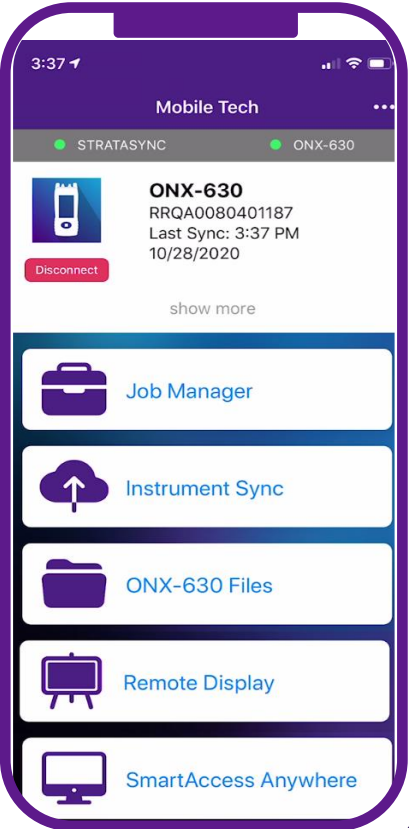 3:37
Mobile Tech
STRATASYNC
ONX-630
ONX-630
RRQA0080401187
Last Sync: 3:37 PM
10/28/2020
Disconnect
show more
Job Manager
Instrument Sync
ONX-630 Files
Remote Display
SmartAccess Anywhere